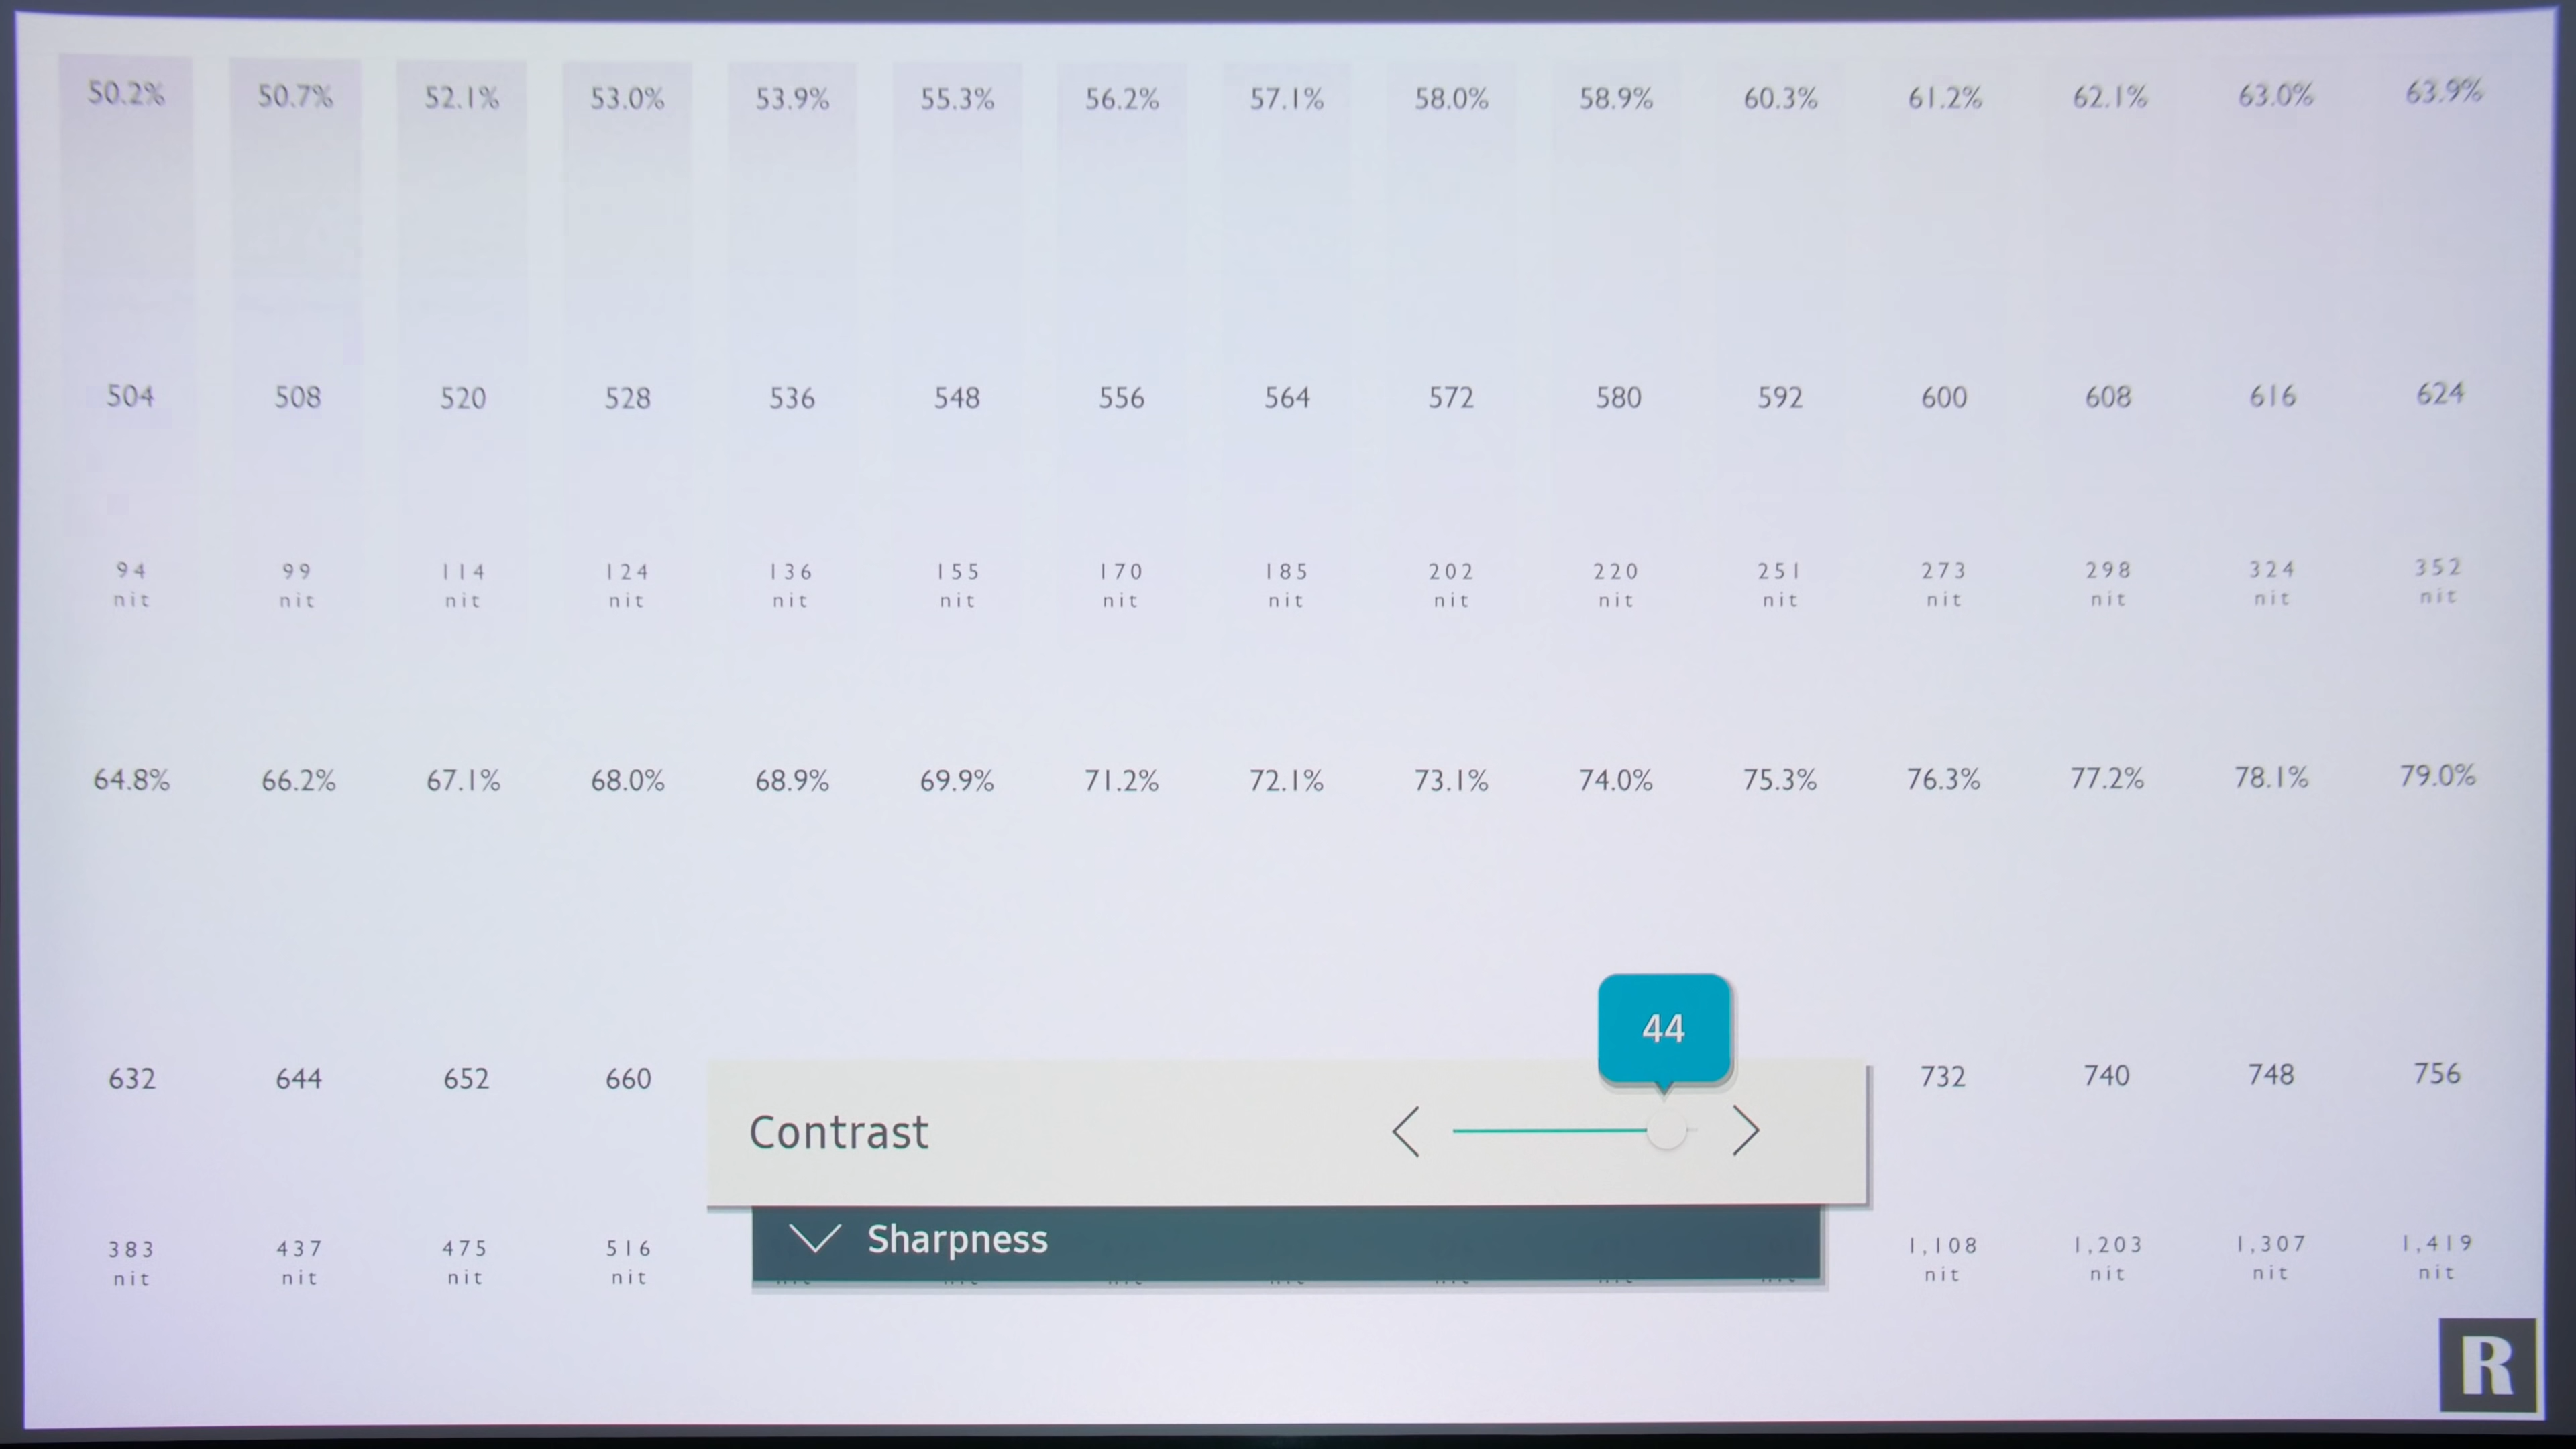 50.2% 50.7% 52.1% 53.0% 53.9% 55.3% 56.2% 57.1% 58.0% 58.9% 60.3% 61.2% 62.1% 63.0% 63.9%
504 508 520 528 536 548 556 564 572 580 592 600 608 616 624
94 99 114 124 136 155 170 185 202 220 251 273 298 324 352
nit nit nit nit nit nit nit nit nit nit nit nit nit nit nit
64.8% 66.2% 67.1% 68.0% 68.9% 69.9% 71.2% 72.1% 73.1% 74.0% 75.3% 76.3% 77.2% 78.1% 79.0%
44
632 644 652 660 732 740 748 756
Contrast
Sharpness
383 437 475 516 1,108 1,203 1,307 1,419
nit nit nit nit nit nit nit nit
R